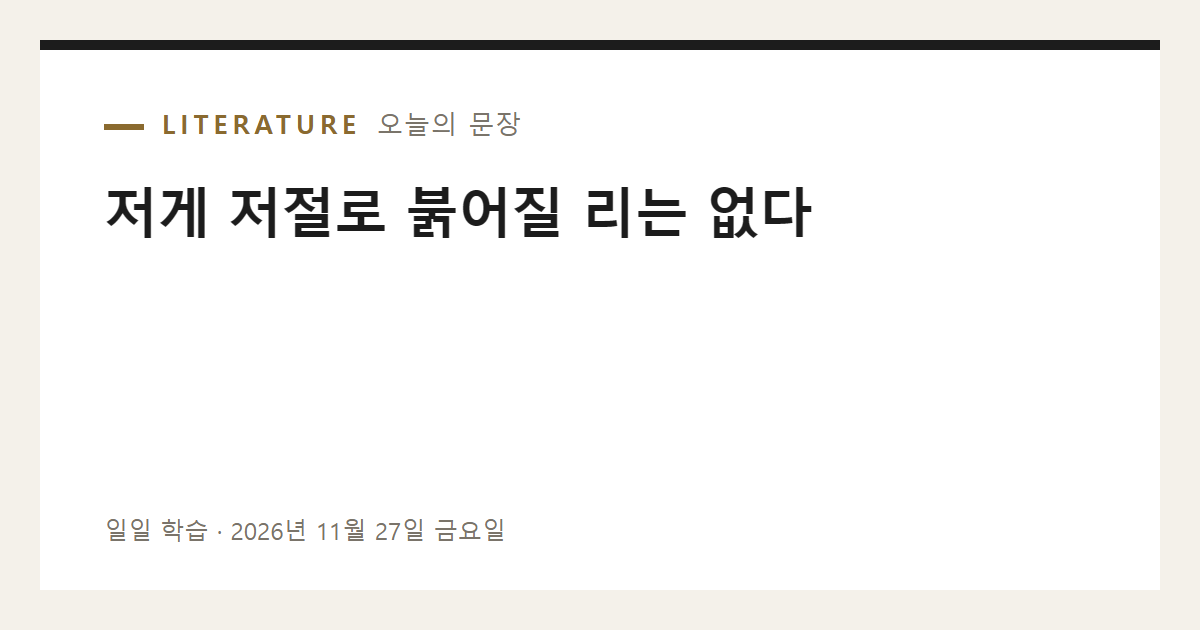 LITERATURE 오늘의 문장
저게 저절로 붉어질 리는 없다
일일 학습 · 2026년 11월 27일 금요일